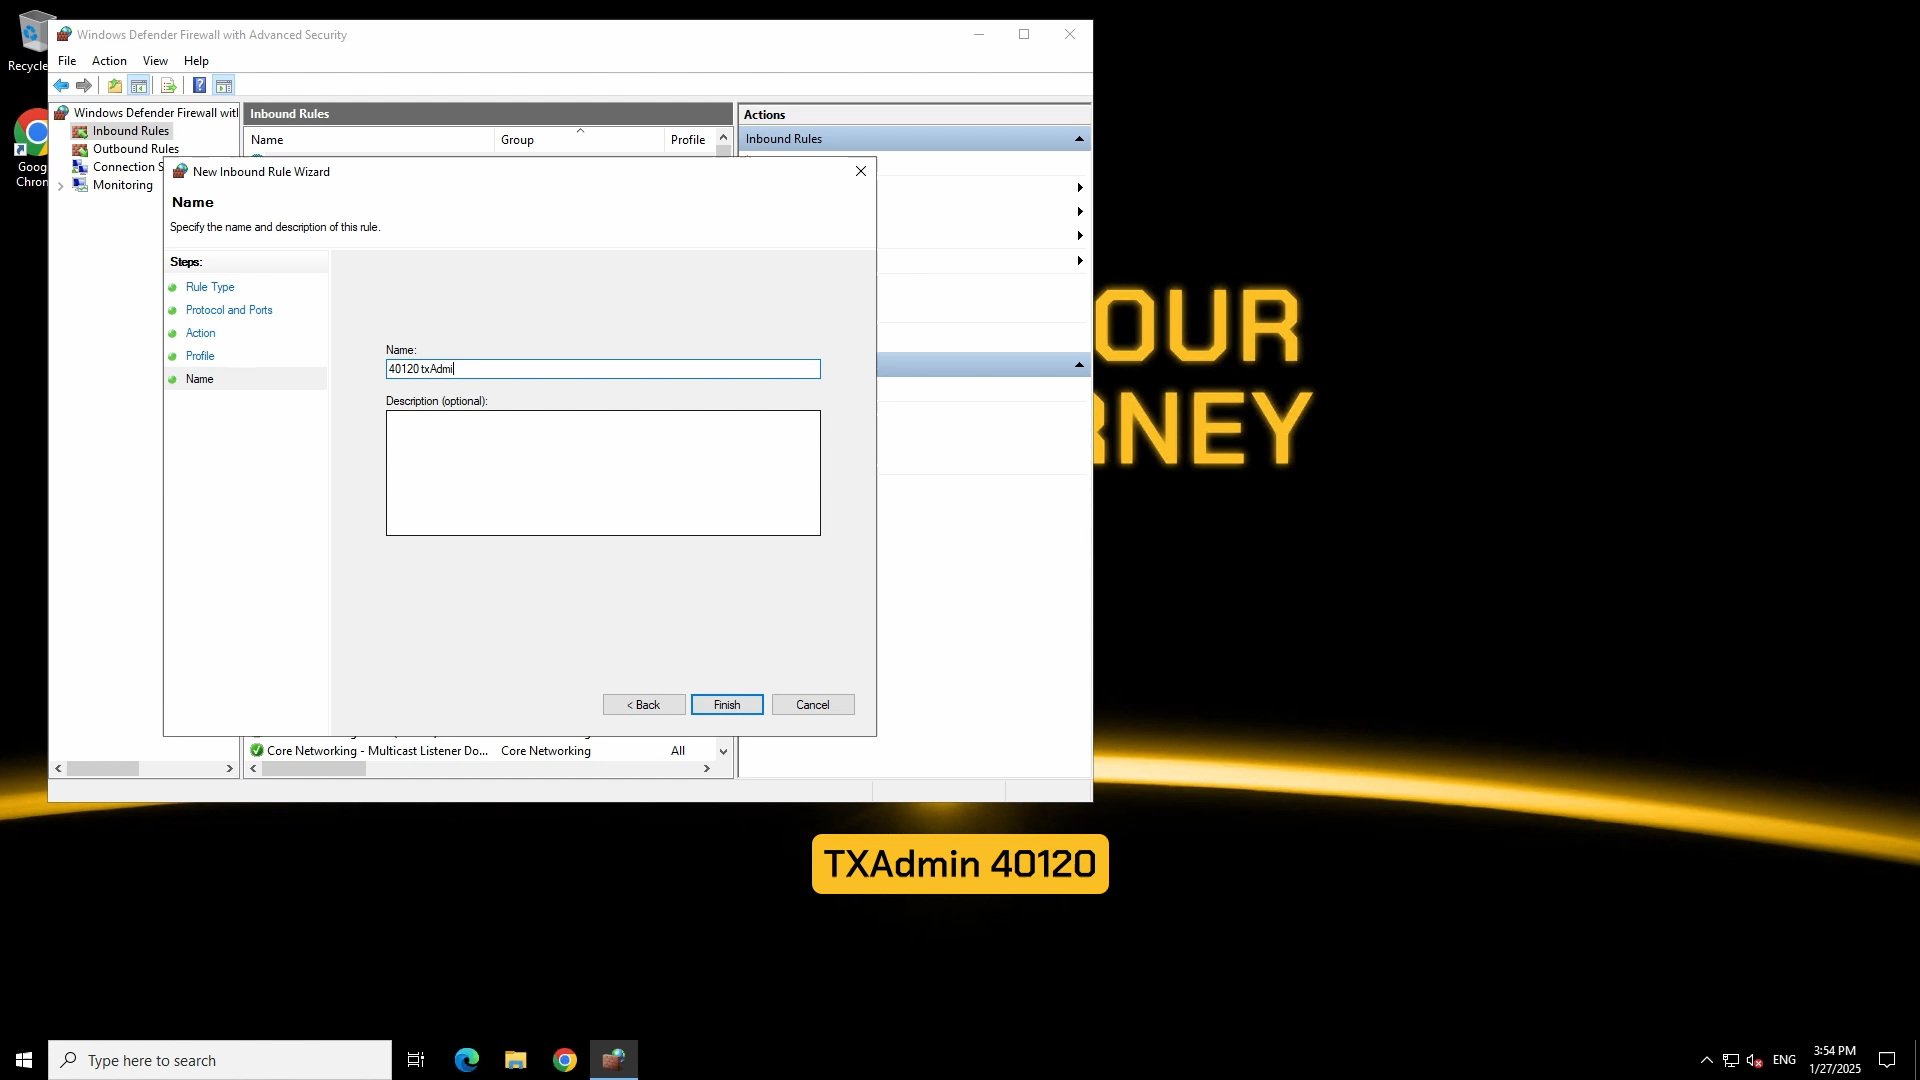 Recycle
Goog
Chron
Windows Defender Firewall with Advanced Security
File Action View Help
Windows Defender Firewall witl
Inbound Rules
Outbound Rules
Connection S
Monitoring
Inbound Rules
Name Group Profile
Actions
Inbound Rules
New Inbound Rule Wizard
Name
Specify the name and description of this rule.
Steps:
Rule Type
Protocol and Ports
Action
Profile
Name
Name:
40120 txAdmi
Description (optional):
< Back Finish Cancel
Core Networking - Multicast Listener Do... Core Networking All
OUR
RNEY
TXAdmin 40120
Type here to search
ENG
3:54 PM
1/27/2025